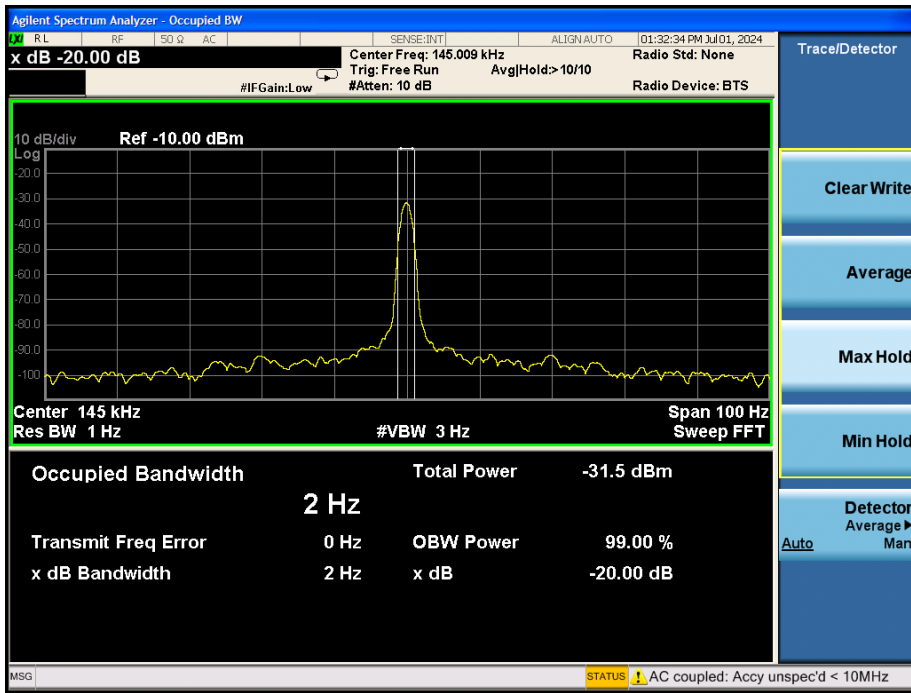 Agilent Spectrum Analyzer - Occupied BW
LXI RL RF 50 Ω AC SENSE:INT ALIGN AUTO 01:32:34 PM Jul 01, 2024
x dB -20.00 dB
Center Freq: 145.009 kHz Radio Std: None
Trig: Free Run Avg|Hold:>10/10
#IFGain:Low #Atten: 10 dB Radio Device: BTS
10 dB/div Ref -10.00 dBm
Log
-20.0
-30.0
-40.0
-50.0
-60.0
-70.0
-80.0
-90.0
-100
Center 145 kHz Span 100 Hz
Res BW 1 Hz #VBW 3 Hz Sweep FFT
Occupied Bandwidth Total Power -31.5 dBm
2 Hz
Transmit Freq Error 0 Hz OBW Power 99.00 %
x dB Bandwidth 2 Hz x dB -20.00 dB
Trace/Detector
Clear Write
Average
Max Hold
Min Hold
Detector
Average▶
Auto Man
MSG STATUS AC coupled: Accy unspec'd < 10MHz